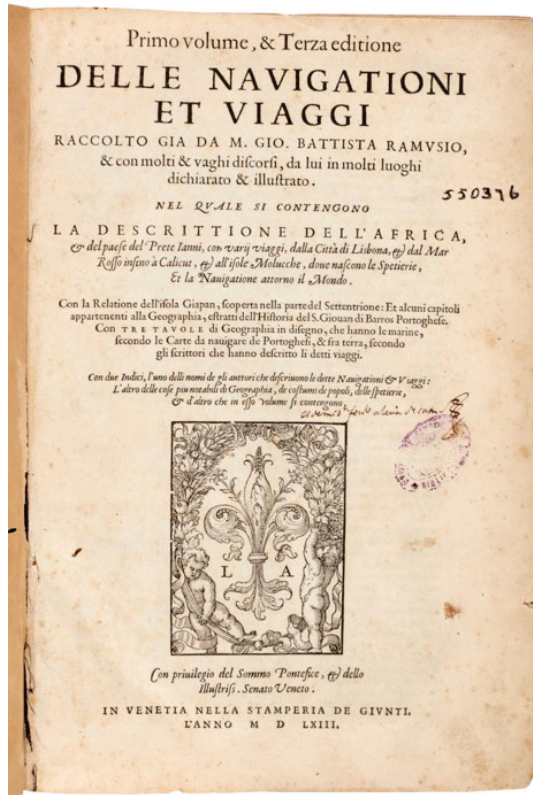 Primo volume, & Terza editione
DELLE NAVIGATIONI
ET VIAGGI
RACCOLTO GIA DA M. GIO. BATTISTA RAMVSIO,
& con molti & vaghi discorsi, da lui in molti luoghi
dichiarato & illustrato.
550376
NEL QVALE SI CONTENGONO
LA DESCRITTIONE DELL'AFRICA,
& del paese del Prete Ianni, con varij viaggi, dalla Città di Lisbona, & dal Mar
Rosso insino à Calicut, & all'isole Molucche, doue nascono le Spetierie,
Et la Nauigatione attorno il Mondo.
Con la Relatione dell'isola Giapan, scoperta nella parte del Settentrione: Et alcuni capitoli
appartenenti alla Geographia, estratti dell'Historia del S. Giouan di Barros Portoghese.
Con TRE TAVOLE di Geographia in disegno, che hanno le marine,
secondo le Carte da nauigare de Portoghesi, & fra terra, secondo
gli scrittori che hanno descritto li detti viaggi.
Con due Indici, l'uno delli nomi de gli auttori che descriuono le dette Nauigationi & Viaggi:
L'altro delle cose piu notabili de Geographia, de costumi de popoli, delle spetierie,
& d'altro che in esso volume si contengono.
L A
Con priuilegio del Sommo Pontefice, & dello
Illustriss. Senato Veneto.
IN VENETIA NELLA STAMPERIA DE GIVNTI.
L'ANNO M D LXIII.